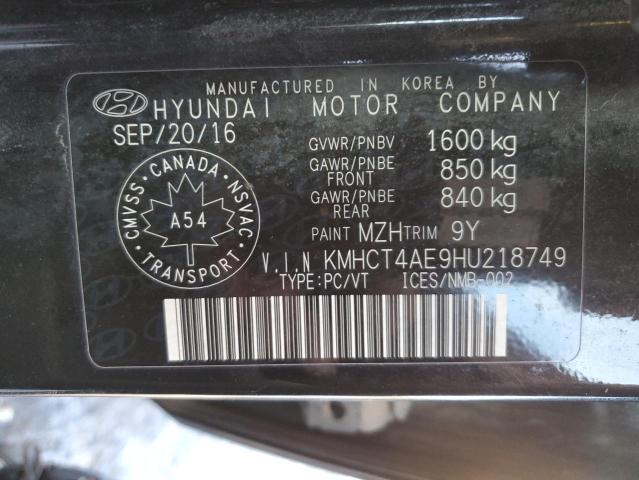 MANUFACTURED IN KOREA BY
HYUNDAI MOTOR COMPANY
SEP/20/16
GVWR/PNBV 1600 kg
GAWR/PNBE FRONT 850 kg
GAWR/PNBE REAR 840 kg
CMVSS · CANADA · NSVAC
A54
TRANSPORT
PAINT MZH TRIM 9Y
V.I.N KMHCT4AE9HU218749
TYPE:PC/VT ICES/NMB-002